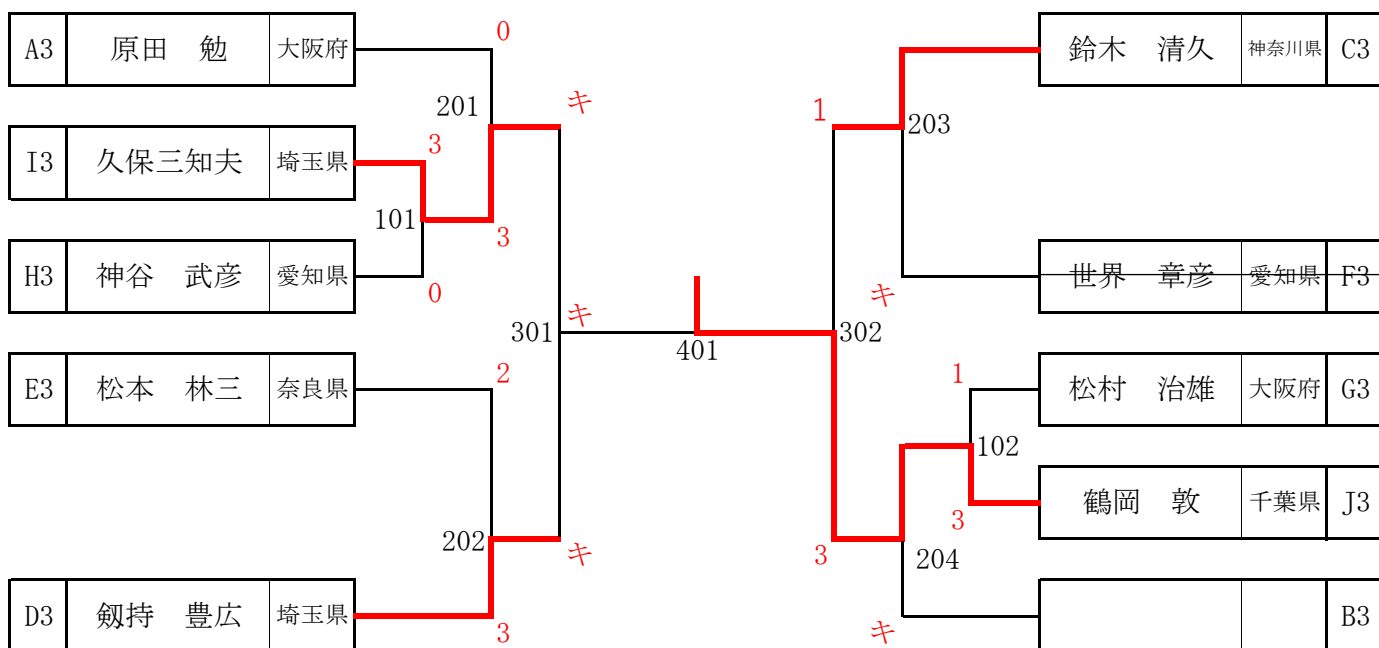 0
A3 原田 勉 大阪府
鈴木 清久 神奈川県 C3
201 キ 1 203
3
I3 久保三知夫 埼玉県
101
3
H3 神谷 武彦 愛知県
世界 章彦 愛知県 F3
0 キ
キ
301 401 302
2 1
E3 松本 林三 奈良県
松村 治雄 大阪府 G3
102
鶴岡 敦 千葉県 J3
3
202 キ 3 204
D3 剱持 豊広 埼玉県
B3
3 キ